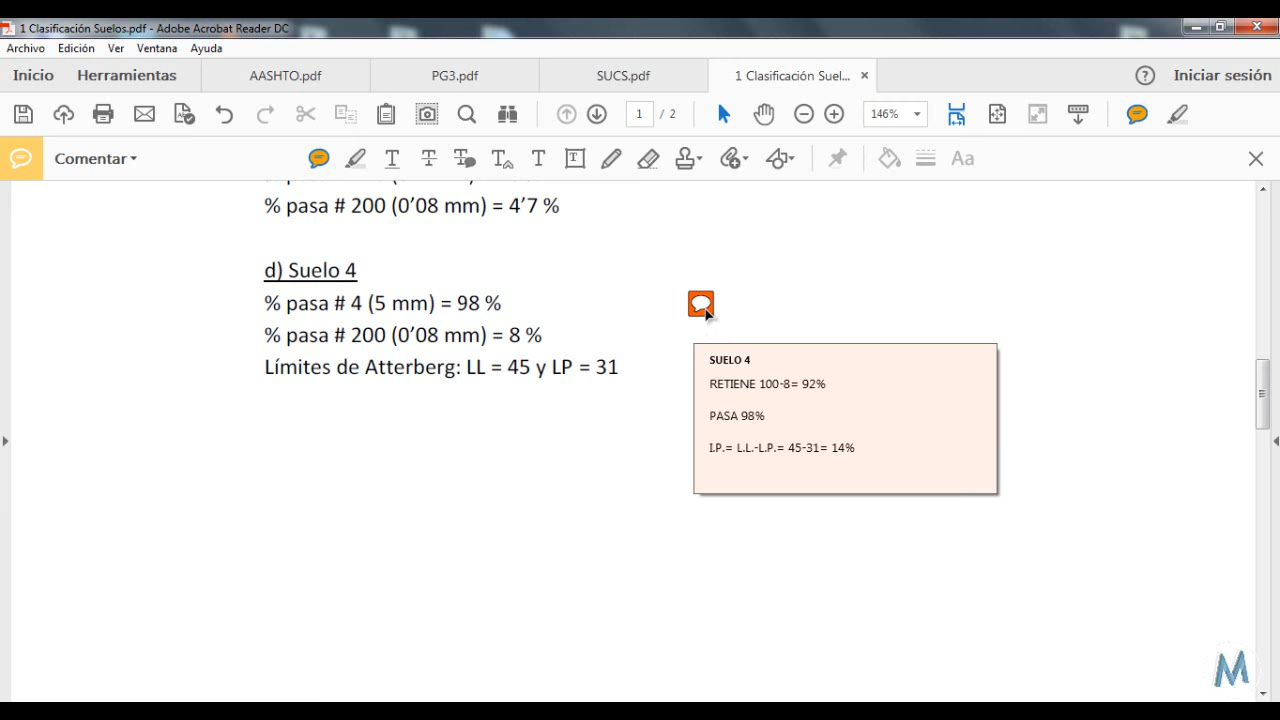 1 Clasificación Suelos.pdf - Adobe Acrobat Reader DC
Archivo Edición Ver Ventana Ayuda
Inicio Herramientas AASHTO.pdf PG3.pdf SUCS.pdf 1 Clasificación Suel... × ? Iniciar sesión
1 / 2 146%
Comentar
% pasa # 200 (0’08 mm) = 4’7 %
d) Suelo 4
% pasa # 4 (5 mm) = 98 %
% pasa # 200 (0’08 mm) = 8 %
Límites de Atterberg: LL = 45 y LP = 31
SUELO 4
RETIENE 100-8= 92%
PASA 98%
I.P.= L.L.-L.P.= 45-31= 14%
M